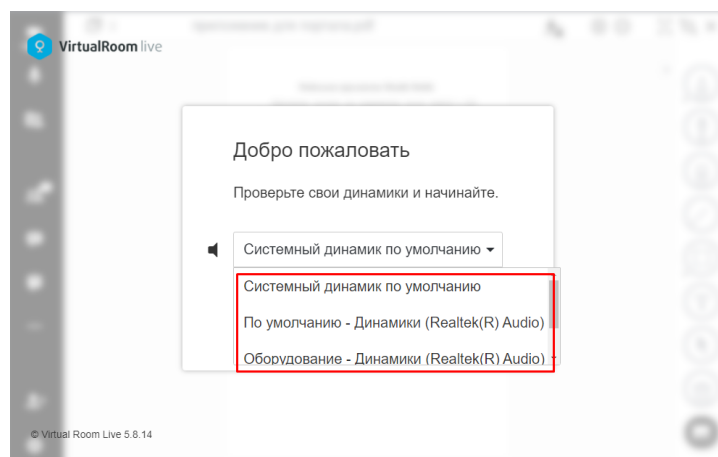 VirtualRoom live
Добро пожаловать
Проверьте свои динамики и начинайте.
Системный динамик по умолчанию
Системный динамик по умолчанию
По умолчанию - Динамики (Realtek(R) Audio)
Оборудование - Динамики (Realtek(R) Audio)
© Virtual Room Live 5.8.14